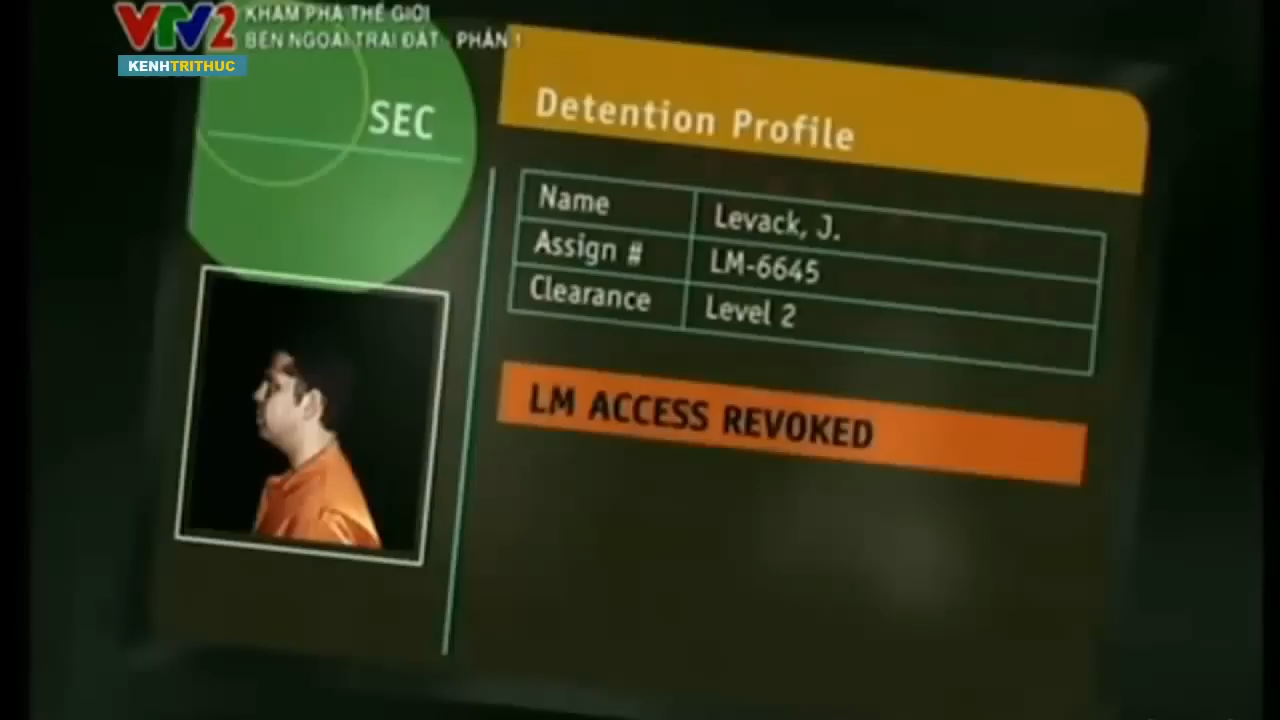 VTV2
KHÁM PHÁ THẾ GIỚI
BÊN NGOÀI TRÁI ĐẤT - PHẦN 1
KENHTRITHUC
SEC
Detention Profile
Name Levack, J.
Assign # LM-6645
Clearance Level 2
LM ACCESS REVOKED